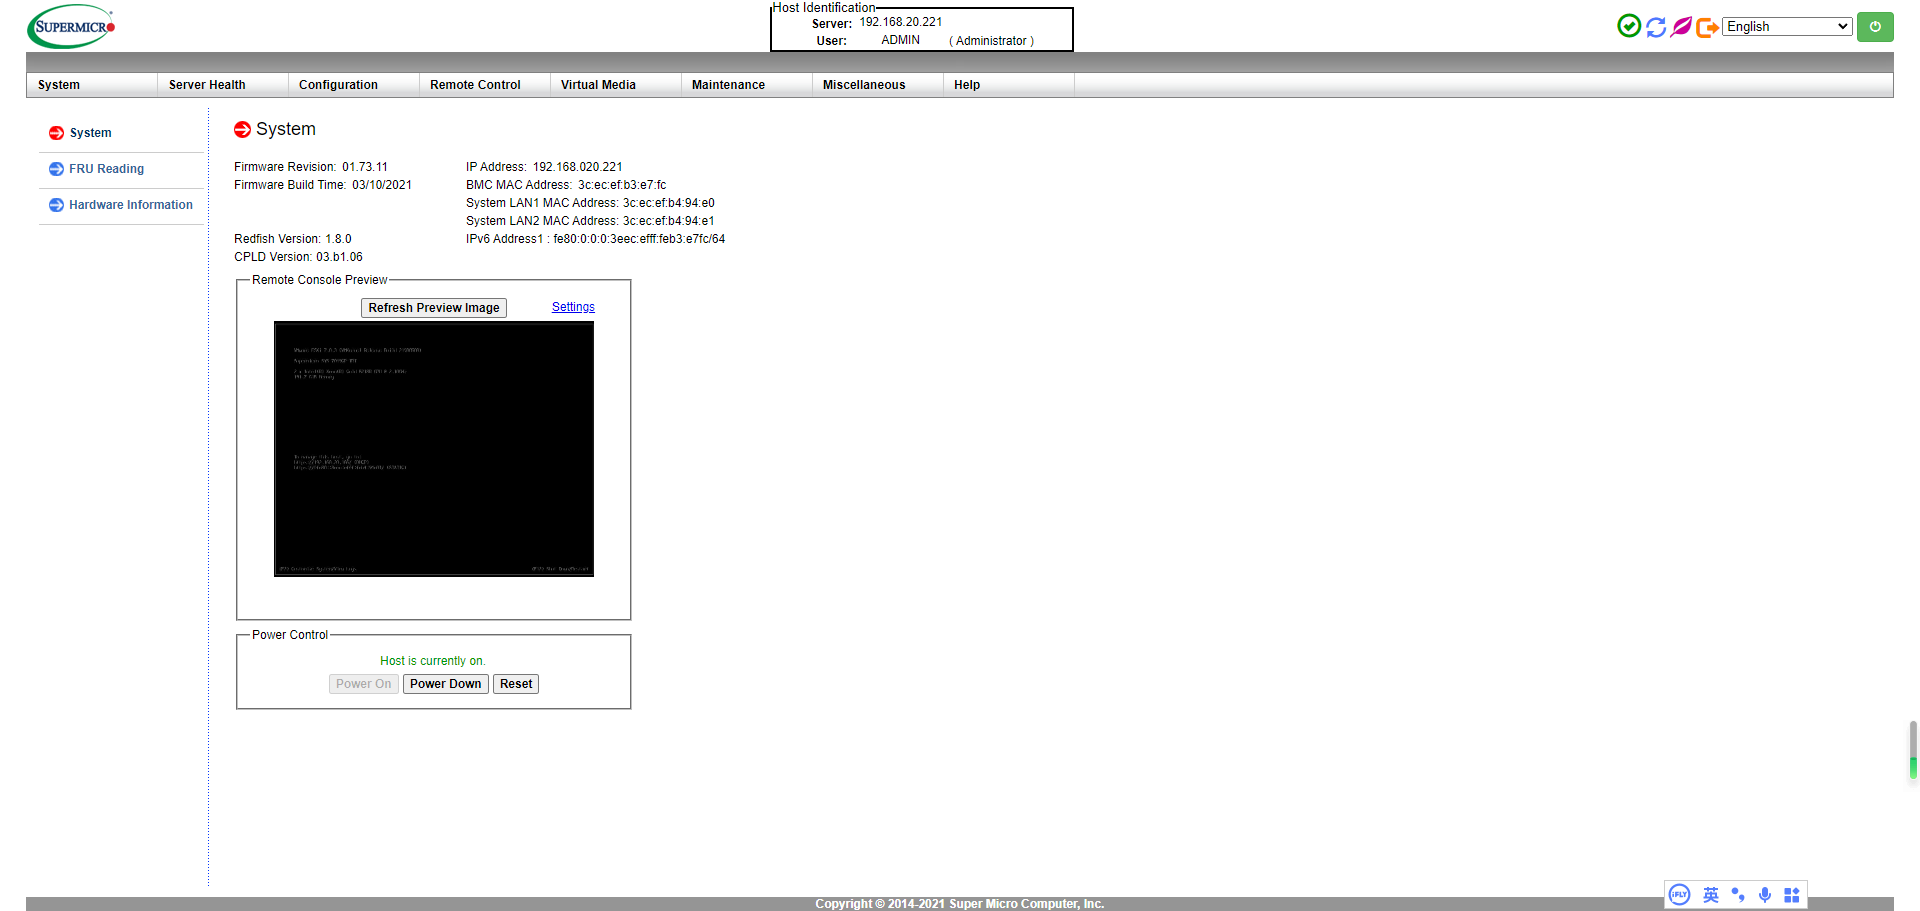 SUPERMICRO
Host Identification
Server: 192.168.20.221
User: ADMIN ( Administrator )
English
System Server Health Configuration Remote Control Virtual Media Maintenance Miscellaneous Help
System
FRU Reading
Hardware Information
System
Firmware Revision: 01.73.11
Firmware Build Time: 03/10/2021
IP Address: 192.168.020.221
BMC MAC Address: 3c:ec:ef:b3:e7:fc
System LAN1 MAC Address: 3c:ec:ef:b4:94:e0
System LAN2 MAC Address: 3c:ec:ef:b4:94:e1
Redfish Version: 1.8.0
IPv6 Address1 : fe80:0:0:0:3eec:efff:feb3:e7fc/64
CPLD Version: 03.b1.06
Remote Console Preview
Refresh Preview Image Settings
Power Control
Host is currently on.
Power On Power Down Reset
iFLY 英
Copyright © 2014-2021 Super Micro Computer, Inc.